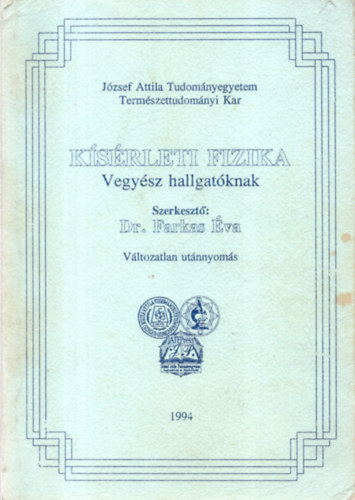 József Attila Tudományegyetem
Természettudományi Kar
KÍSÉRLETI FIZIKA
Vegyész hallgatóknak
Szerkesztő:
Dr. Farkas Éva
Változatlan utánnyomás
1994